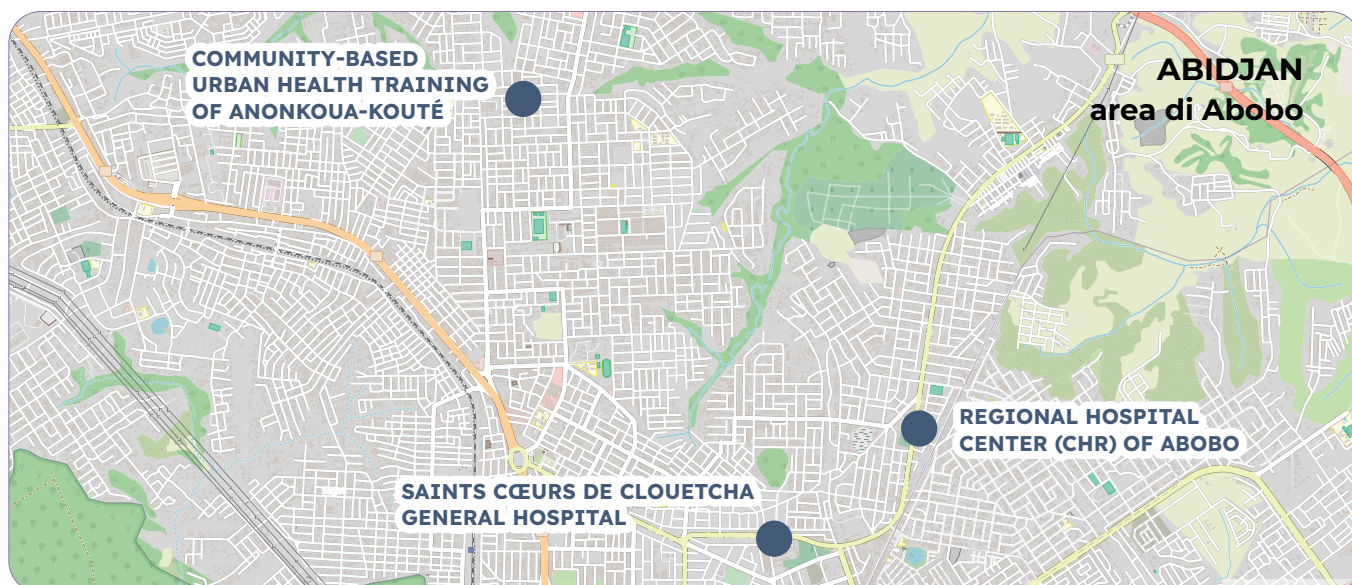 COMMUNITY-BASED
URBAN HEALTH TRAINING
OF ANONKOUA-KOUTÉ
ABIDJAN
area di Abobo
REGIONAL HOSPITAL
CENTER (CHR) OF ABOBO
SAINTS CŒURS DE CLOUETCHA
GENERAL HOSPITAL